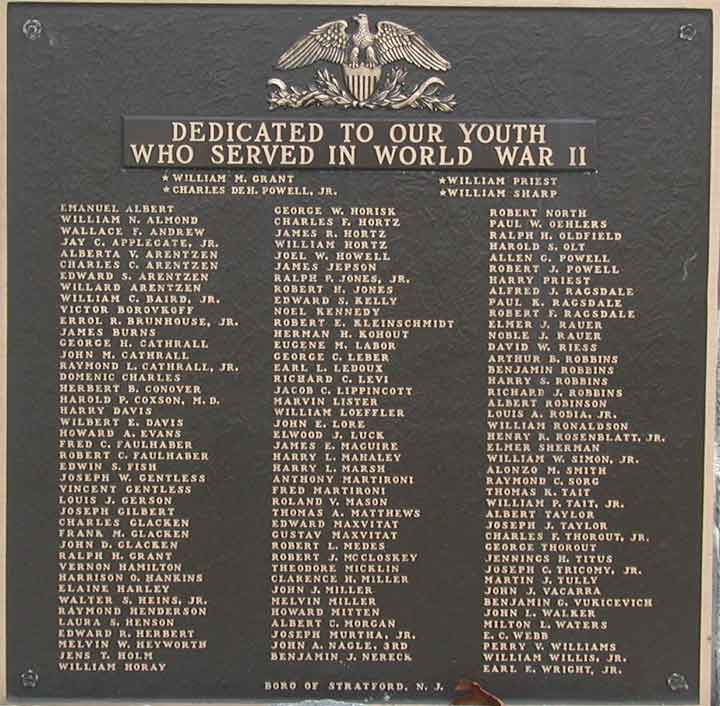 DEDICATED TO OUR YOUTH
WHO SERVED IN WORLD WAR II
★ WILLIAM M. GRANT
★ CHARLES DEH. POWELL, JR.
★ WILLIAM PRIEST
★ WILLIAM SHARP
EMANUEL ALBERT
WILLIAM N. ALMOND
WALLACE F. ANDREW
JAY C. APPLEGATE, JR.
ALBERTA V. ARENTZEN
CHARLES C. ARENTZEN
EDWARD S. ARENTZEN
WILLARD ARENTZEN
WILLIAM C. BAIRD, JR.
VICTOR BOROVKOFF
ERROL R. BRUNHOUSE, JR.
JAMES BURNS
GEORGE H. CATHRALL
JOHN M. CATHRALL
RAYMOND L. CATHRALL, JR.
DOMENIC CHARLES
HERBERT B. CONOVER
HAROLD P. COXSON, M.D.
HARRY DAVIS
WILBERT E. DAVIS
HOWARD A. EVANS
FRED C. FAULHABER
ROBERT C. FAULHABER
EDWIN S. FISH
JOSEPH W. GENTLESS
VINCENT GENTLESS
LOUIS J. GERSON
JOSEPH GILBERT
CHARLES GLACKEN
FRANK M. GLACKEN
JOHN D. GLACKEN
RALPH H. GRANT
VERNON HAMILTON
HARRISON O. HANKINS
ELAINE HARLEY
WALTER S. HEINS, JR.
RAYMOND HENDERSON
LAURA S. HENSON
EDWARD R. HERBERT
MELVIN W. HEYWORTH
JENS T. HOLM
WILLIAM HORAY
GEORGE W. HORISK
CHARLES F. HORTZ
JAMES R. HORTZ
WILLIAM HORTZ
JOEL W. HOWELL
JAMES JEPSON
RALPH P. JONES, JR.
ROBERT H. JONES
EDWARD S. KELLY
NOEL KENNEDY
ROBERT E. KLEINSCHMIDT
HERMAN H. KOHOUT
EUGENE M. LABOR
GEORGE C. LEBER
EARL L. LEDOUX
RICHARD C. LEVI
JACOB C. LIPPINCOTT
MARVIN LISTER
WILLIAM LOEFFLER
JOHN E. LORE
ELWOOD J. LUCK
JAMES E. MAGUIRE
HARRY L. MAHALEY
HARRY L. MARSH
ANTHONY MARTIRONI
FRED MARTIRONI
ROLAND V. MASON
THOMAS A. MATTHEWS
EDWARD MAXVITAT
GUSTAV MAXVITAT
ROBERT L. MEDES
ROBERT J. MCCLOSKEY
THEODORE MICKLIN
CLARENCE H. MILLER
JOHN J. MILLER
MELVIN MILLER
HOWARD MITTEN
ALBERT C. MORGAN
JOSEPH MURTHA, JR.
JOHN A. NAGLE, 3RD
BENJAMIN J. NERECK
ROBERT NORTH
PAUL W. OEHLERS
RALPH H. OLDFIELD
HAROLD S. OLT
ALLEN G. POWELL
ROBERT J. POWELL
HARRY PRIEST
ALFRED J. RAGSDALE
PAUL K. RAGSDALE
ROBERT F. RAGSDALE
ELMER J. RAUER
NOBLE J. RAUER
DAVID W. RIESS
ARTHUR B. ROBBINS
BENJAMIN ROBBINS
HARRY S. ROBBINS
RICHARD J. ROBBINS
ALBERT ROBINSON
LOUIS A. RODIA, JR.
WILLIAM RONALDSON
HENRY R. ROSENBLATT, JR.
ELMER SHERMAN
WILLIAM W. SIMON, JR.
ALONZO M. SMITH
RAYMOND C. SORG
THOMAS K. TAIT
WILLIAM P. TAIT, JR.
ALBERT TAYLOR
JOSEPH J. TAYLOR
CHARLES F. THOROUT, JR.
GEORGE THOROUT
JENNINGS H. TITUS
JOSEPH C. TRICOMY, JR.
MARTIN J. TULLY
JOHN J. VACARRA
BENJAMIN G. VUKICEVICH
JOHN L. WALKER
MILTON L. WATERS
E. C. WEBB
PERRY V. WILLIAMS
WILLIAM WILLIS, JR.
EARL E. WRIGHT, JR.
BORO OF STRATFORD, N. J.